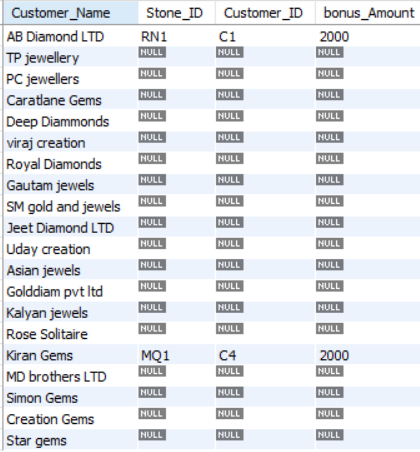 Customer_Name Stone_ID Customer_ID bonus_Amount
AB Diamond LTD RN1 C1 2000
TP jewellery NULL NULL NULL
PC jewellers NULL NULL NULL
Caratlane Gems NULL NULL NULL
Deep Diammonds NULL NULL NULL
viraj creation NULL NULL NULL
Royal Diamonds NULL NULL NULL
Gautam jewels NULL NULL NULL
SM gold and jewels NULL NULL NULL
Jeet Diamond LTD NULL NULL NULL
Uday creation NULL NULL NULL
Asian jewels NULL NULL NULL
Golddiam pvt ltd NULL NULL NULL
Kalyan jewels NULL NULL NULL
Rose Solitaire NULL NULL NULL
Kiran Gems MQ1 C4 2000
MD brothers LTD NULL NULL NULL
Simon Gems NULL NULL NULL
Creation Gems NULL NULL NULL
Star gems NULL NULL NULL